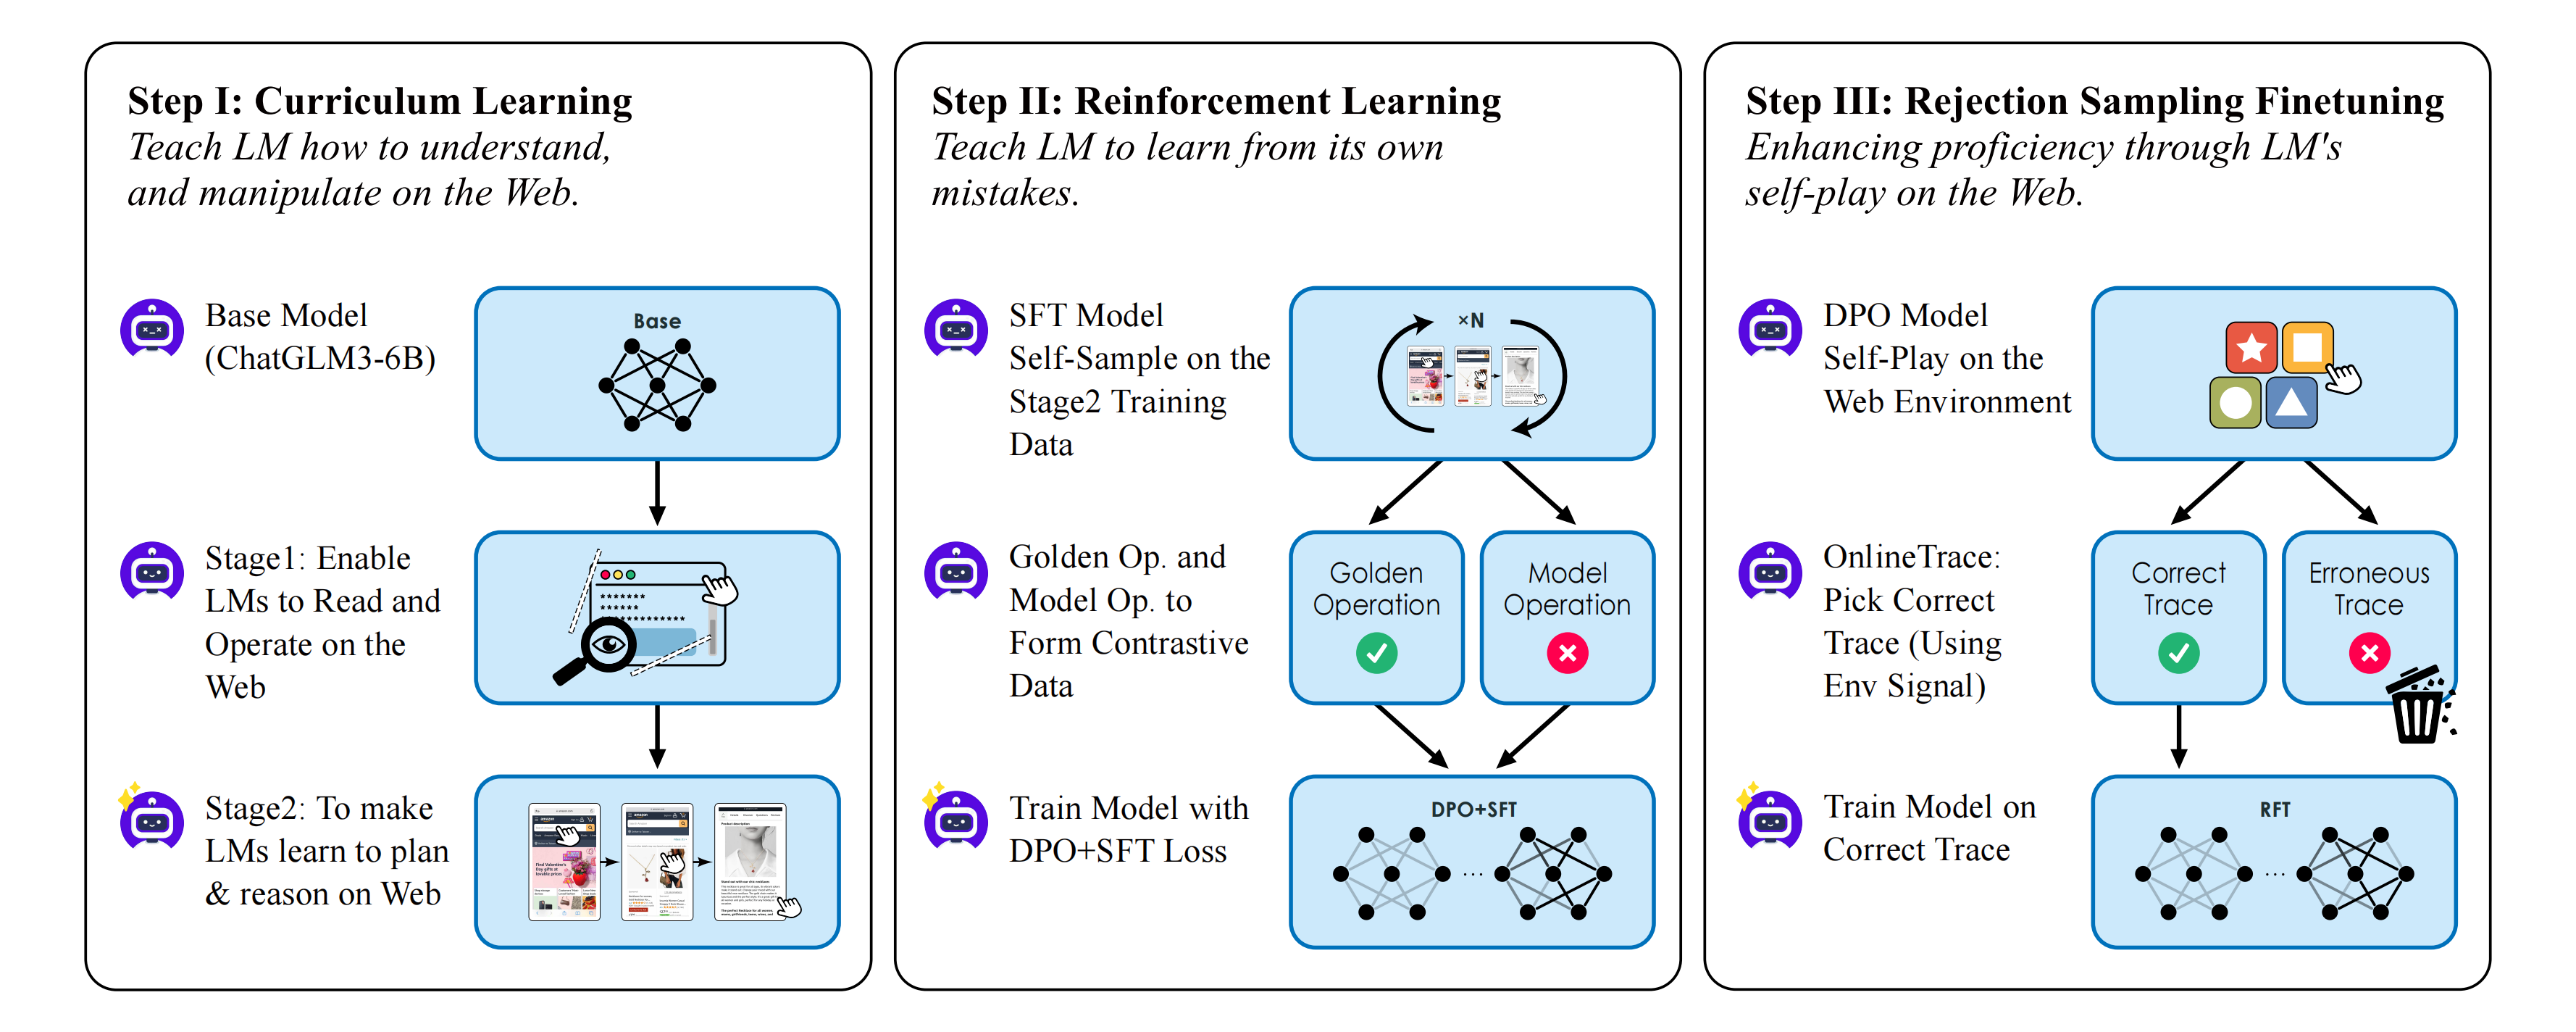 Step I: Curriculum Learning
Teach LM how to understand,
and manipulate on the Web.
Base Model
(ChatGLM3-6B)
Base
Stage1: Enable
LMs to Read and
Operate on the
Web
Stage2: To make
LMs learn to plan
& reason on Web
Step II: Reinforcement Learning
Teach LM to learn from its own
mistakes.
SFT Model
Self-Sample on the
Stage2 Training
Data
×N
Golden Op. and
Model Op. to
Form Contrastive
Data
Golden
Operation
Model
Operation
Train Model with
DPO+SFT Loss
DPO+SFT
...
Step III: Rejection Sampling Finetuning
Enhancing proficiency through LM's
self-play on the Web.
DPO Model
Self-Play on the
Web Environment
OnlineTrace:
Pick Correct
Trace (Using
Env Signal)
Correct
Trace
Erroneous
Trace
Train Model on
Correct Trace
RFT
...